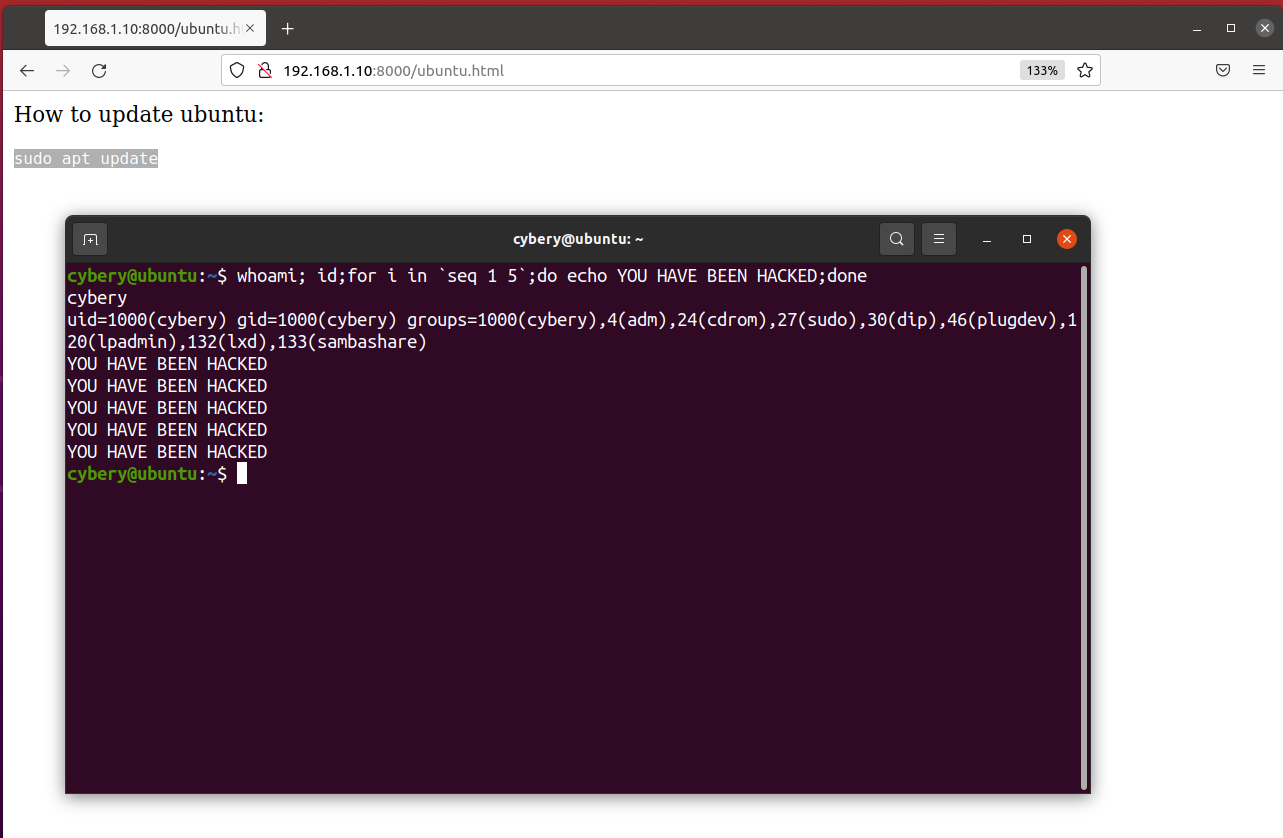 192.168.1.10:8000/ubuntu.h
192.168.1.10:8000/ubuntu.html
133%
How to update ubuntu:
sudo apt update
cybery@ubuntu: ~
cybery@ubuntu:~$ whoami; id;for i in `seq 1 5`;do echo YOU HAVE BEEN HACKED;done
cybery
uid=1000(cybery) gid=1000(cybery) groups=1000(cybery),4(adm),24(cdrom),27(sudo),30(dip),46(plugdev),1
20(lpadmin),132(lxd),133(sambashare)
YOU HAVE BEEN HACKED
YOU HAVE BEEN HACKED
YOU HAVE BEEN HACKED
YOU HAVE BEEN HACKED
YOU HAVE BEEN HACKED
cybery@ubuntu:~$